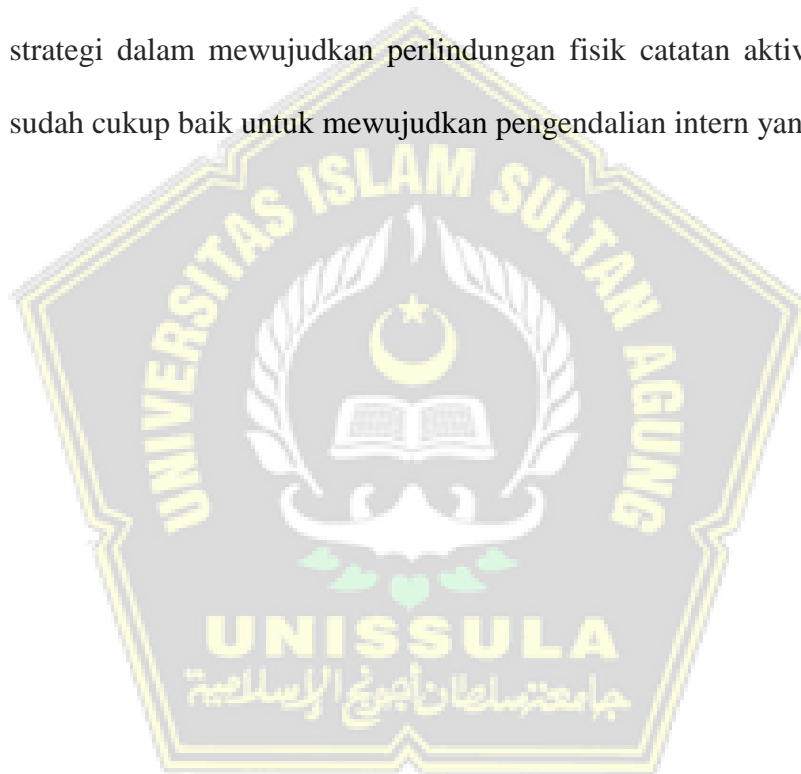 strategi dalam mewujudkan perlindungan fisik catatan aktiv
sudah cukup baik untuk mewujudkan pengendalian intern yan
UNIVERSITAS ISLAM SULTAN AGUNG
UNISSULA
جامعة سلطان أجونج الإسلامية